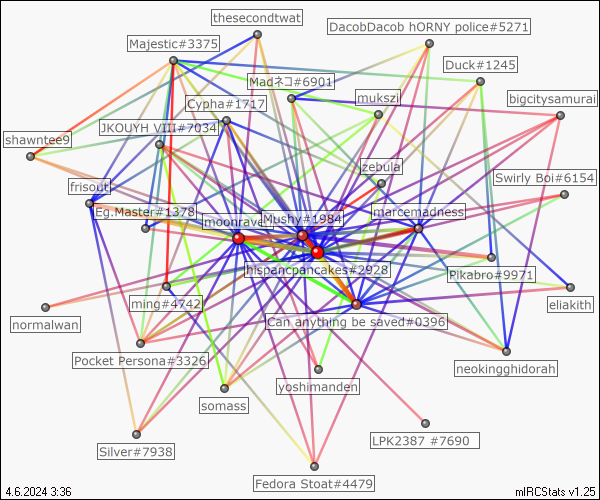 thesecondtwat
DacobDacob hORNY police#5271
Majestic#3375
Duck#1245
Madネコ#6901
mukszi
bigcitysamurai
Cypha#1717
JKOUYH VIII#7034
shawntee9
zebula
Swirly Boi#6154
frisout
Eg.Master#1378
moonrave
Mushy#1984
marcemadness
hispancpancakes#2928
Pikabro#9971
eliakith
ming#4742
normalwan
Can anything be saved#0396
Pocket Persona#3326
neokingghidorah
yoshimanden
somass
LPK2387 #7690
Silver#7938
Fedora Stoat#4479
4.6.2024 3:36
mIRCStats v1.25